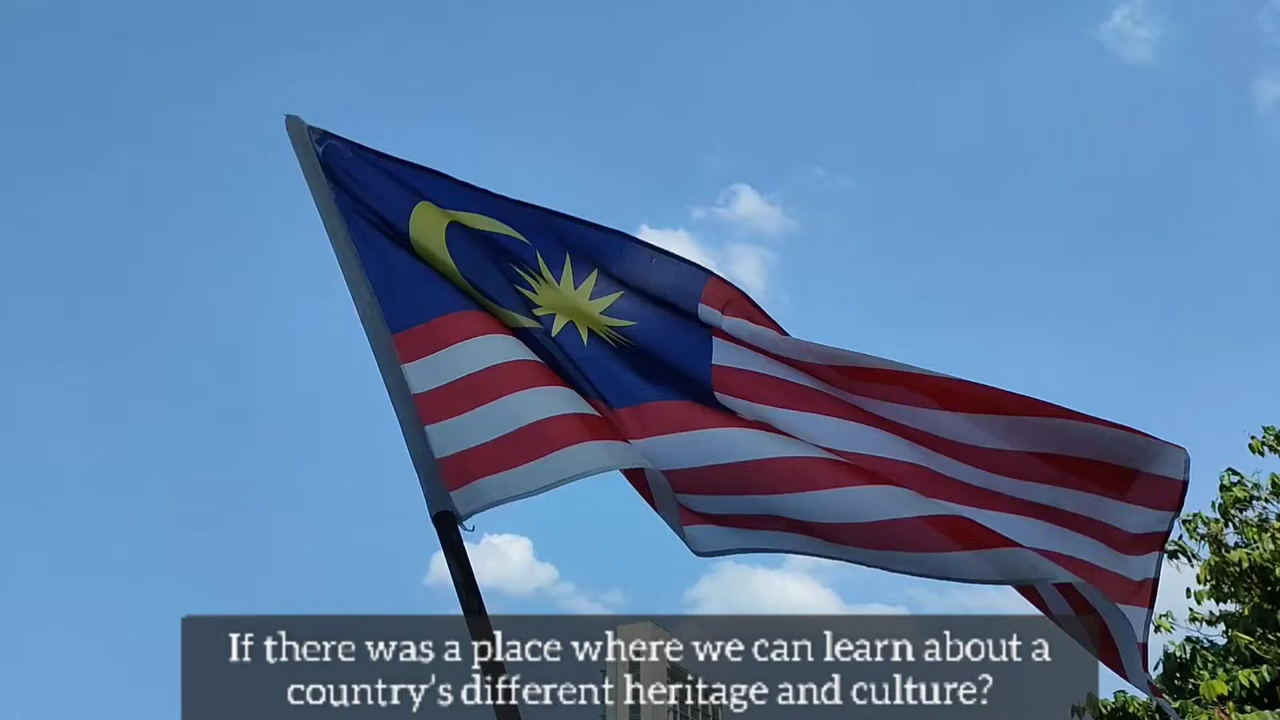 If there was a place where we can learn about a
country's different heritage and culture?